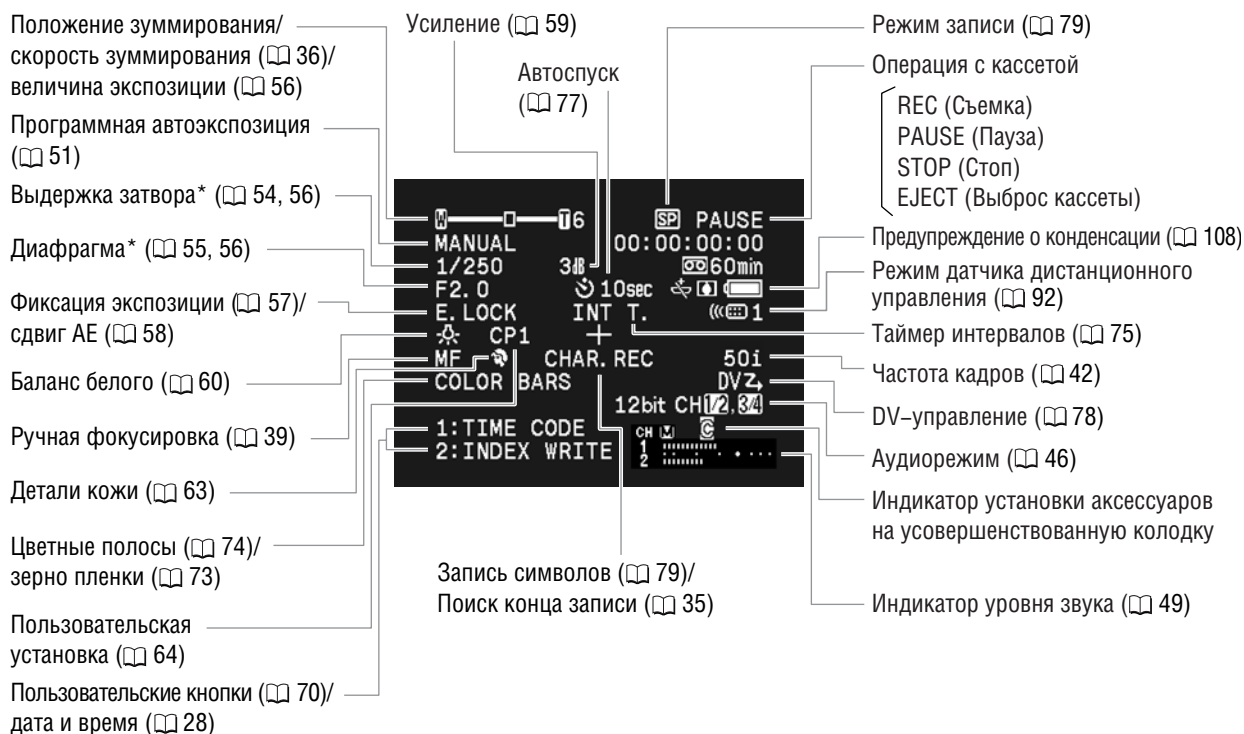 Положение зуммирования/
скорость зуммирования (36)/
величина экспозиции (56)
Программная автоэкспозиция
(51)
Выдержка затвора* (54, 56)
Диафрагма* (55, 56)
Фиксация экспозиции (57)/
сдвиг AE (58)
Баланс белого (60)
Ручная фокусировка (39)
Детали кожи (63)
Цветные полосы (74)/
зерно пленки (73)
Пользовательская
установка (64)
Пользовательские кнопки (70)/
дата и время (28)
Усиление (59)
Автоспуск
(77)
W T 6 SP PAUSE
MANUAL 00:00:00:00
1/250 3dB 60min
F2.0 10sec
E.LOCK INT T. 1
CP1
MF CHAR.REC 50i
COLOR BARS DV
12bit CH1/2,3/4
1:TIME CODE CH M C
1
2:INDEX WRITE 2
Запись символов (79)/
Поиск конца записи (35)
Режим записи (79)
Операция с кассетой
REC (Съемка)
PAUSE (Пауза)
STOP (Стоп)
EJECT (Выброс кассеты)
Предупреждение о конденсации (108)
Режим датчика дистанционного
управления (92)
Таймер интервалов (75)
Частота кадров (42)
DV–управление (78)
Аудиорежим (46)
Индикатор установки аксессуаров
на усовершенствованную колодку
Индикатор уровня звука (49)